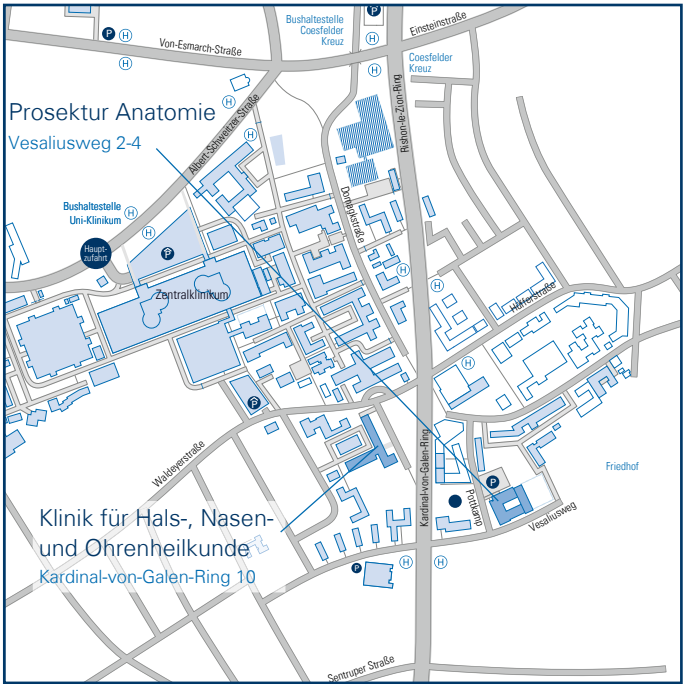 Bushaltestelle
Coesfelder
Kreuz
P
P
H
H
H
H
Einsteinstraße
Von-Esmarch-Straße
Coesfelder
Kreuz
H
H
Prosektur Anatomie
Vesaliusweg 2-4
Albert-Schweitzer-Straße
Rishon-le-Zion-Ring
H
Domagkstraße
Bushaltestelle
Uni-Klinikum
H
H
Haupt-
zufahrt
P
Zentralklinikum
H
H
Hüfferstraße
H
P
Waldeyerstraße
Kardinal-von-Galen-Ring
Friedhof
P
Pottkamp
Vesaliusweg
Klinik für Hals-, Nasen-
und Ohrenheilkunde
Kardinal-von-Galen-Ring 10
P
H
H
Sentruper Straße